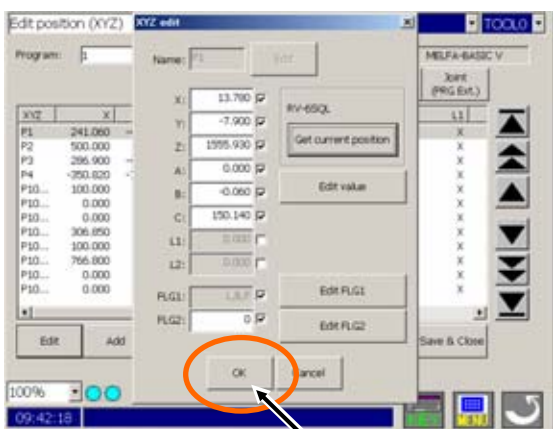 Edit position (XYZ)
XYZ edit
TOOL0
Program: 1
Name: P1
Edit
MELFA-BASIC V
Joint
(PRG Ext.)
X: 13.780
RV-6SQL
Y: -7.900
Get current position
Z: 1555.930
A: 0.000
Edit value
B: -0.060
C: 150.140
L1: 0.000
L2: 0.000
FLG1:
Edit FLG1
FLG2: 0
Edit FLG2
OK
Cancel
XYZ X L1
P1 241.060 X
P2 500.000 X
P3 286.900 X
P4 -350.820 X
P10... 100.000 X
P10... 0.000 X
P10... 0.000 X
P10... 306.850 X
P10... 100.000 X
P10... 766.800 X
P10... 0.000 X
P10... 0.000 X
Edit
Add
Save & Close
100%
09:42:18